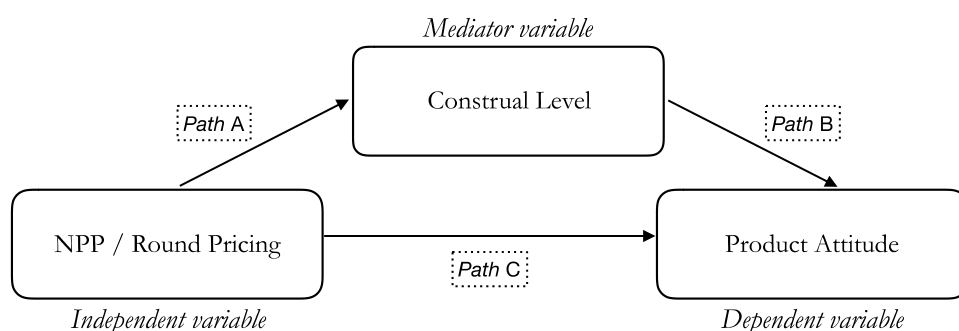 Mediator variable
Construal Level
Path A
Path B
NPP / Round Pricing
Product Attitude
Path C
Independent variable
Dependent variable